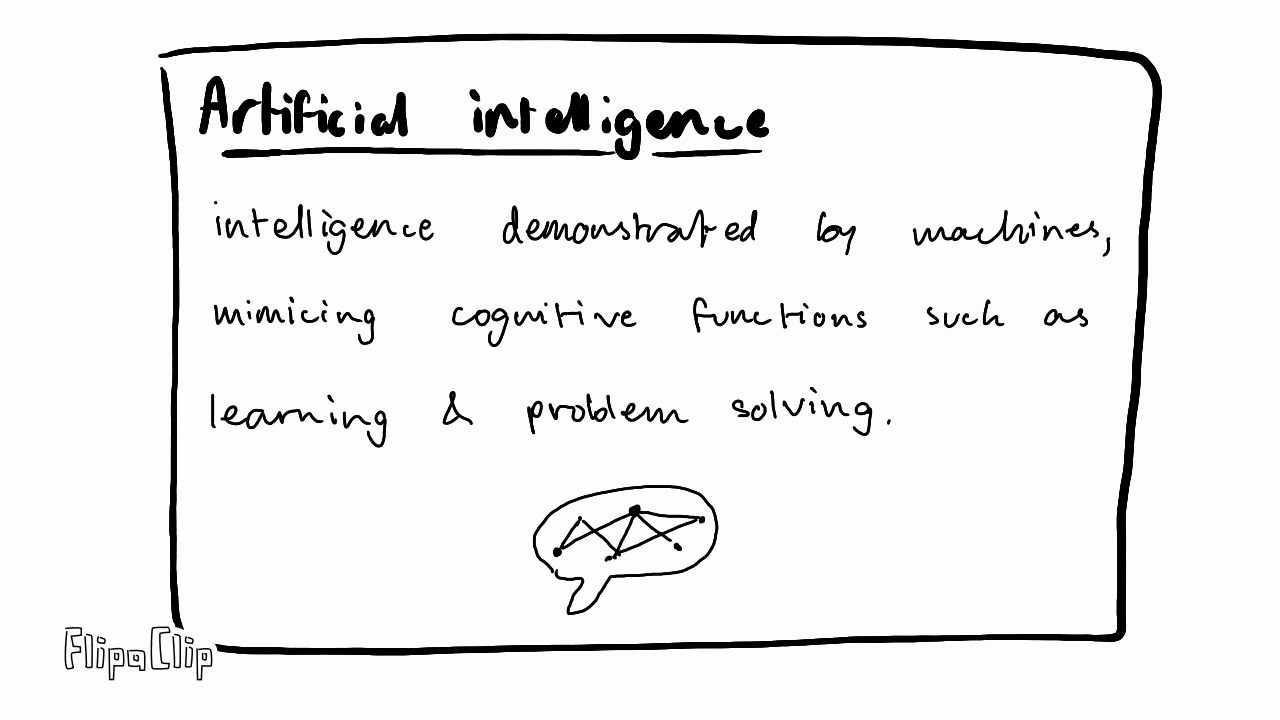 Artificial intelligence
intelligence demonstrated by machines,
mimicing cognitive functions such as
learning & problem solving.
FlipaClip